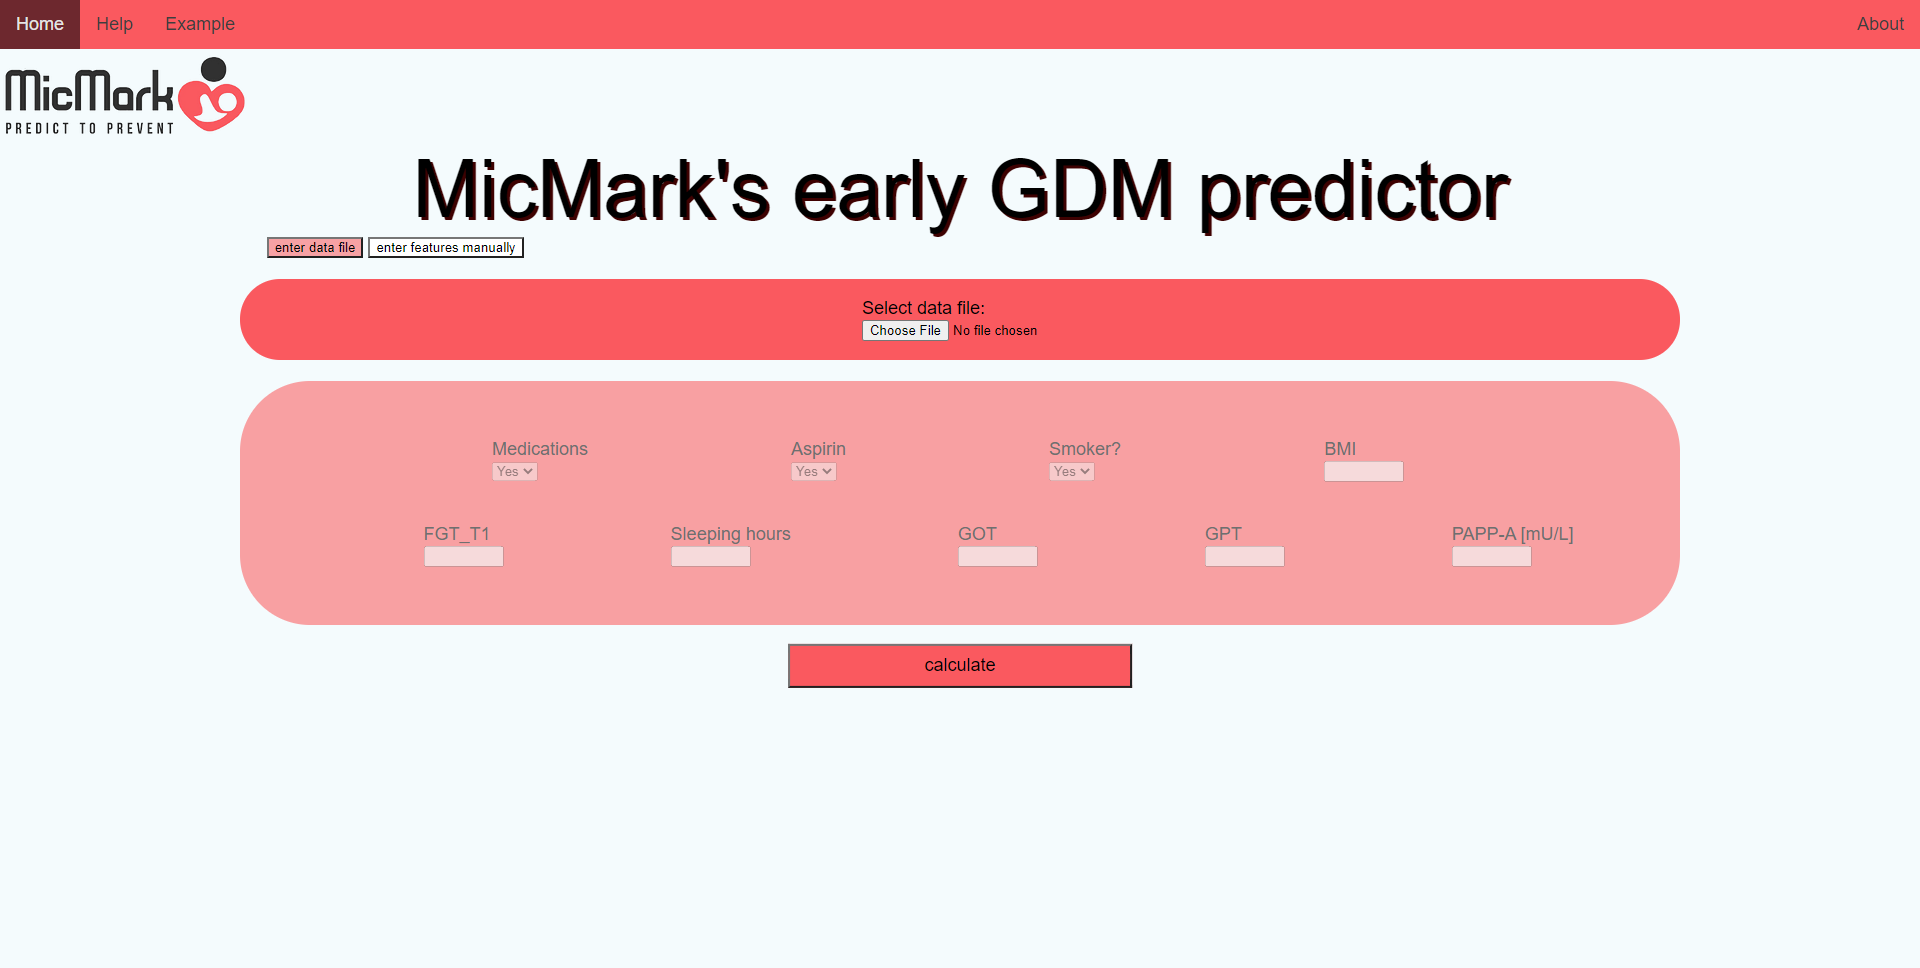 Home Help Example About
MicMark
PREDICT TO PREVENT
MicMark's early GDM predictor
enter data file enter features manually
Select data file:
Choose File No file chosen
Medications Aspirin Smoker? BMI
Yes Yes Yes
FGT_T1 Sleeping hours GOT GPT PAPP-A [mU/L]
calculate